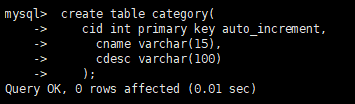 mysql> create table category(
-> cid int primary key auto_increment,
-> cname varchar(15),
-> cdesc varchar(100)
-> );
Query OK, 0 rows affected (0.01 sec)